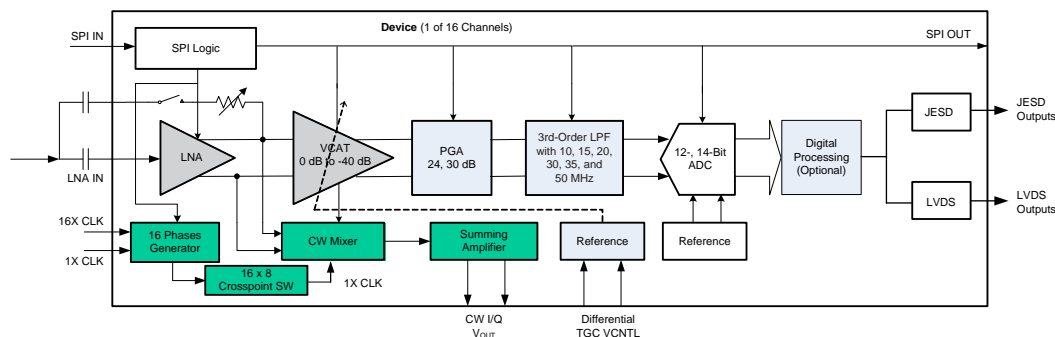 Device (1 of 16 Channels)
SPI IN
SPI Logic
SPI OUT
LNA
LNA IN
VCAT
0 dB to -40 dB
PGA
24, 30 dB
3rd-Order LPF
with 10, 15, 20,
30, 35, and
50 MHz
12-, 14-Bit
ADC
Digital
Processing
(Optional)
JESD
JESD
Outputs
LVDS
LVDS
Outputs
16X CLK
1X CLK
16 Phases
Generator
CW Mixer
Summing
Amplifier
Reference
Reference
16 x 8
Crosspoint SW
1X CLK
CW I/Q
VOUT
Differential
TGC VCNTL